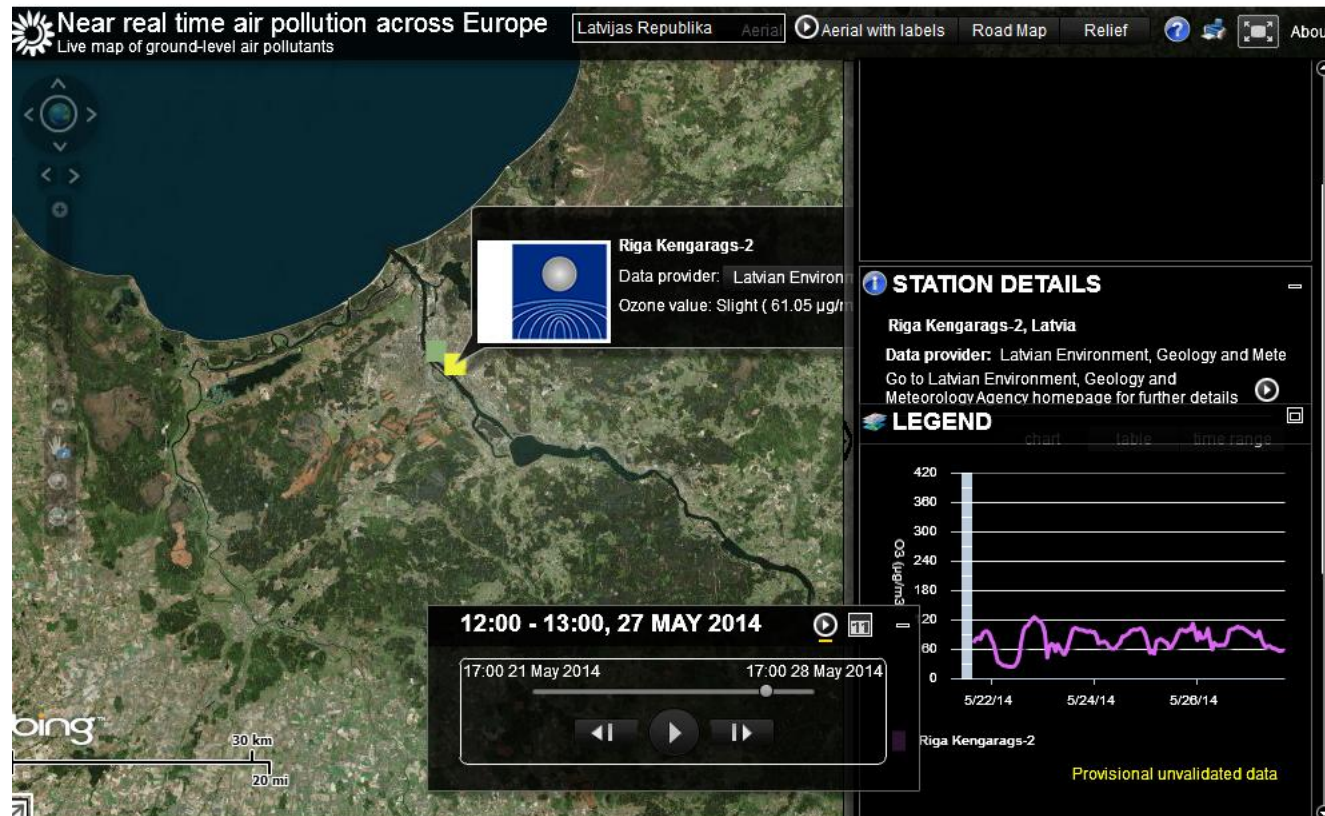 Near real time air pollution across Europe
Live map of ground-level air pollutants
Latvijas Republika
Aerial
Aerial with labels
Road Map
Relief
Abou
Riga Kengarags-2
Data provider: Latvian Environ
Ozone value: Slight ( 61.05 µg/m
STATION DETAILS
Riga Kengarags-2, Latvia
Data provider: Latvian Environment, Geology and Mete
Go to Latvian Environment, Geology and
Meteorology Agency homepage for further details
LEGEND
chart
table
time range
420
360
300
240
180
20
60
0
O3 (µg/m3
5/22/14
5/24/14
5/26/14
Riga Kengarags-2
Provisional unvalidated data
12:00 - 13:00, 27 MAY 2014
11
17:00 21 May 2014
17:00 28 May 2014
bing
30 km
20 mi